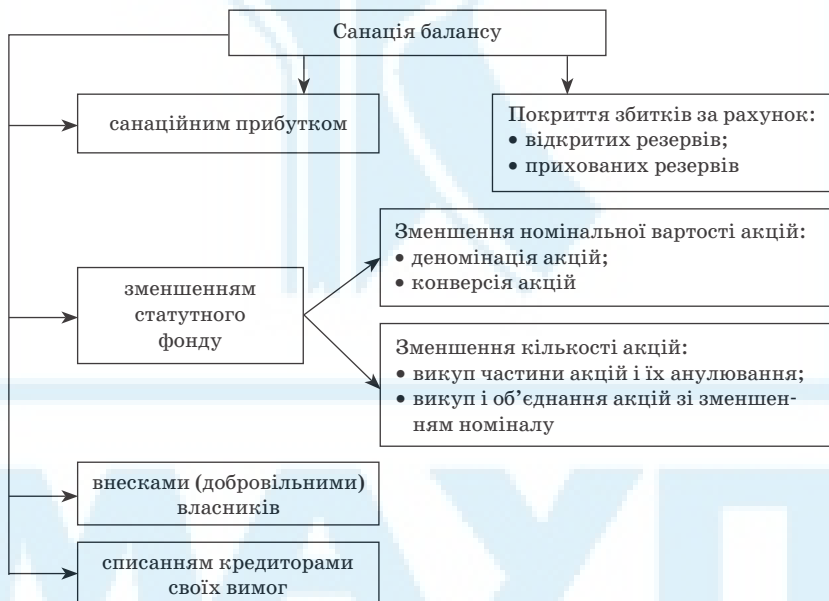 Санація балансу
санаційним прибутком
Покриття збитків за рахунок:
• відкритих резервів;
• прихованих резервів
Зменшення номінальної вартості акцій:
• деномінація акцій;
• конверсія акцій
зменшенням
статутного
фонду
Зменшення кількості акцій:
• викуп частини акцій і їх анулювання;
• викуп і об’єднання акцій зі зменшен-
ням номіналу
внесками (добровільними)
власників
списанням кредиторами
своїх вимог
МАУП